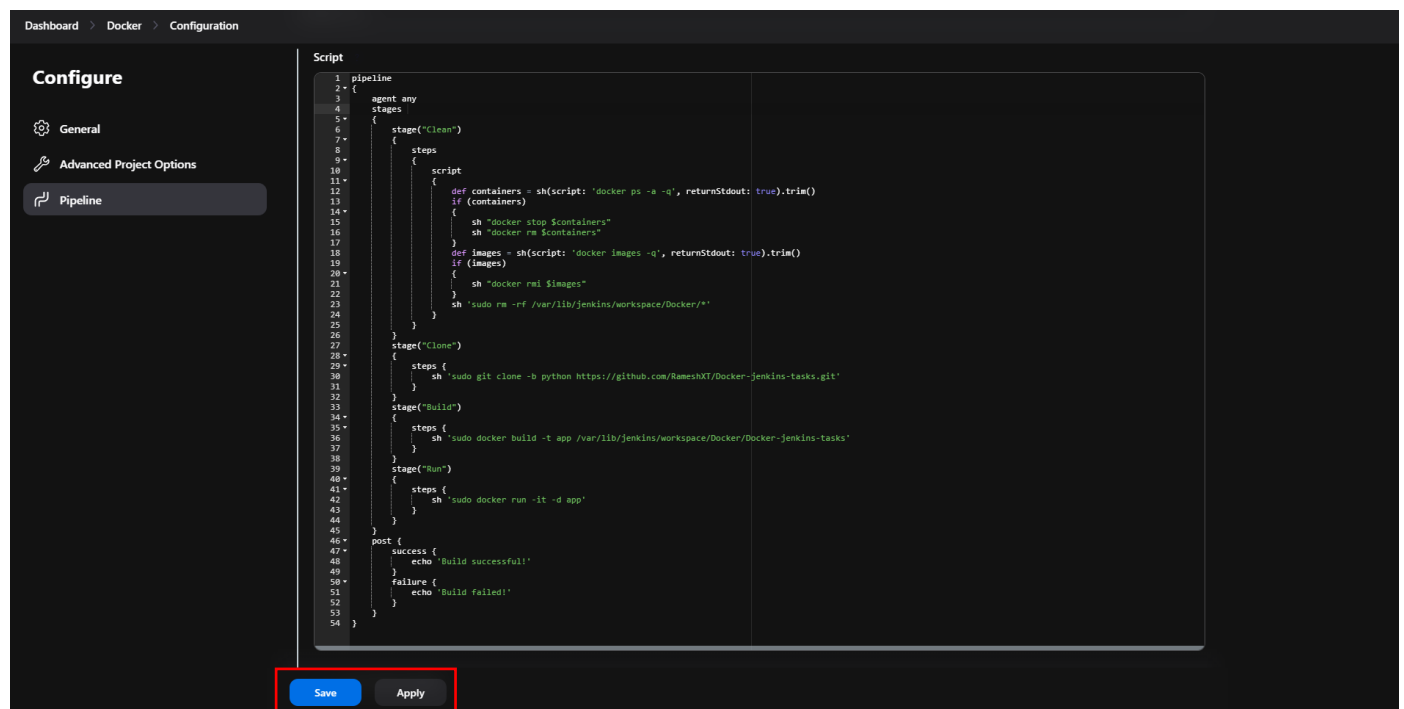 Dashboard > Docker > Configuration
Configure
General
Advanced Project Options
Pipeline
Script
1 pipeline
2 {
3     agent any
4     stages
5     {
6         stage("Clean")
7         {
8             steps
9             {
10                 script
11                 {
12                     def containers = sh(script: 'docker ps -a -q', returnStdout: true).trim()
13                     if (containers)
14                     {
15                         sh "docker stop $containers"
16                         sh "docker rm $containers"
17                     }
18                     def images = sh(script: 'docker images -q', returnStdout: true).trim()
19                     if (images)
20                     {
21                         sh "docker rmi $images"
22                     }
23                     sh 'sudo rm -rf /var/lib/jenkins/workspace/Docker/*'
24                 }
25             }
26         }
27         stage("Clone")
28         {
29             steps {
30                 sh 'sudo git clone -b python https://github.com/RameshXT/Docker-jenkins-tasks.git'
31             }
32         }
33         stage("Build")
34         {
35             steps {
36                 sh 'sudo docker build -t app /var/lib/jenkins/workspace/Docker/Docker-jenkins-tasks'
37             }
38         }
39         stage("Run")
40         {
41             steps {
42                 sh 'sudo docker run -it -d app'
43             }
44         }
45     }
46     post {
47         success {
48             echo 'Build successful!'
49         }
50         failure {
51             echo 'Build failed!'
52         }
53     }
54 }
Save Apply